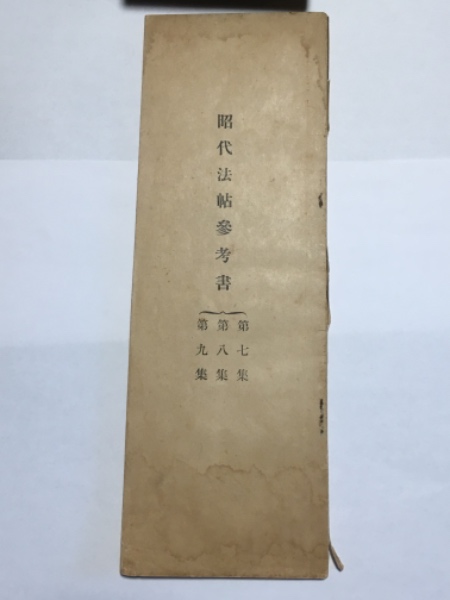 昭代法帖參考書
第七集
第八集
第九集